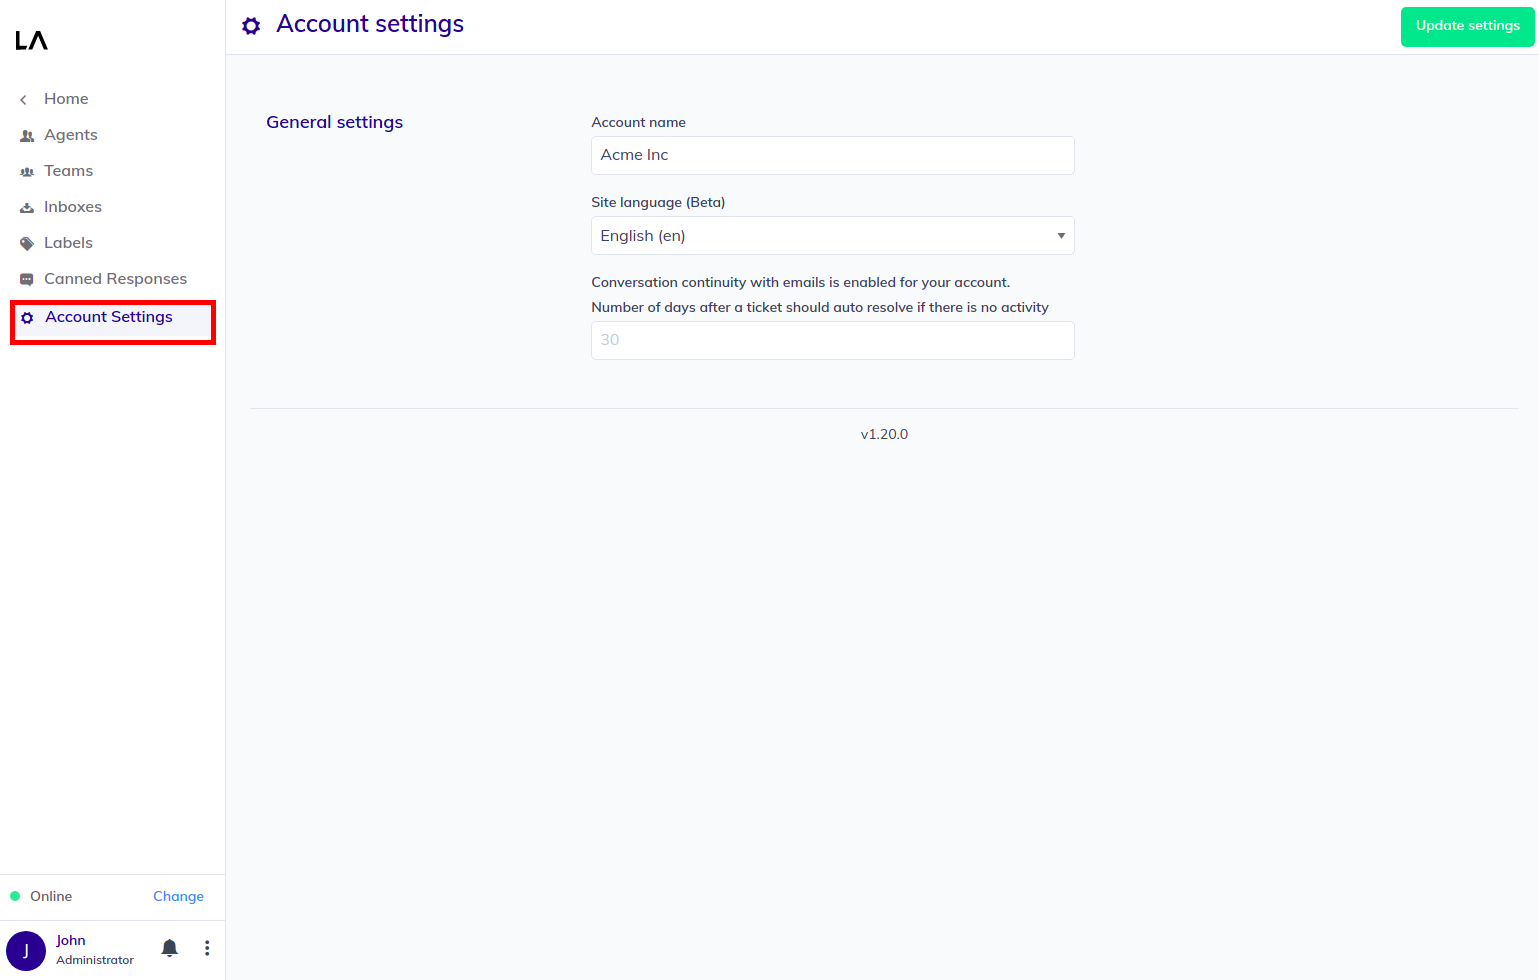 LA
Home
Agents
Teams
Inboxes
Labels
Canned Responses
Account Settings
Online
Change
J
John
Administrator
Account settings
Update settings
General settings
Account name
Acme Inc
Site language (Beta)
English (en)
Conversation continuity with emails is enabled for your account.
Number of days after a ticket should auto resolve if there is no activity
30
v1.20.0